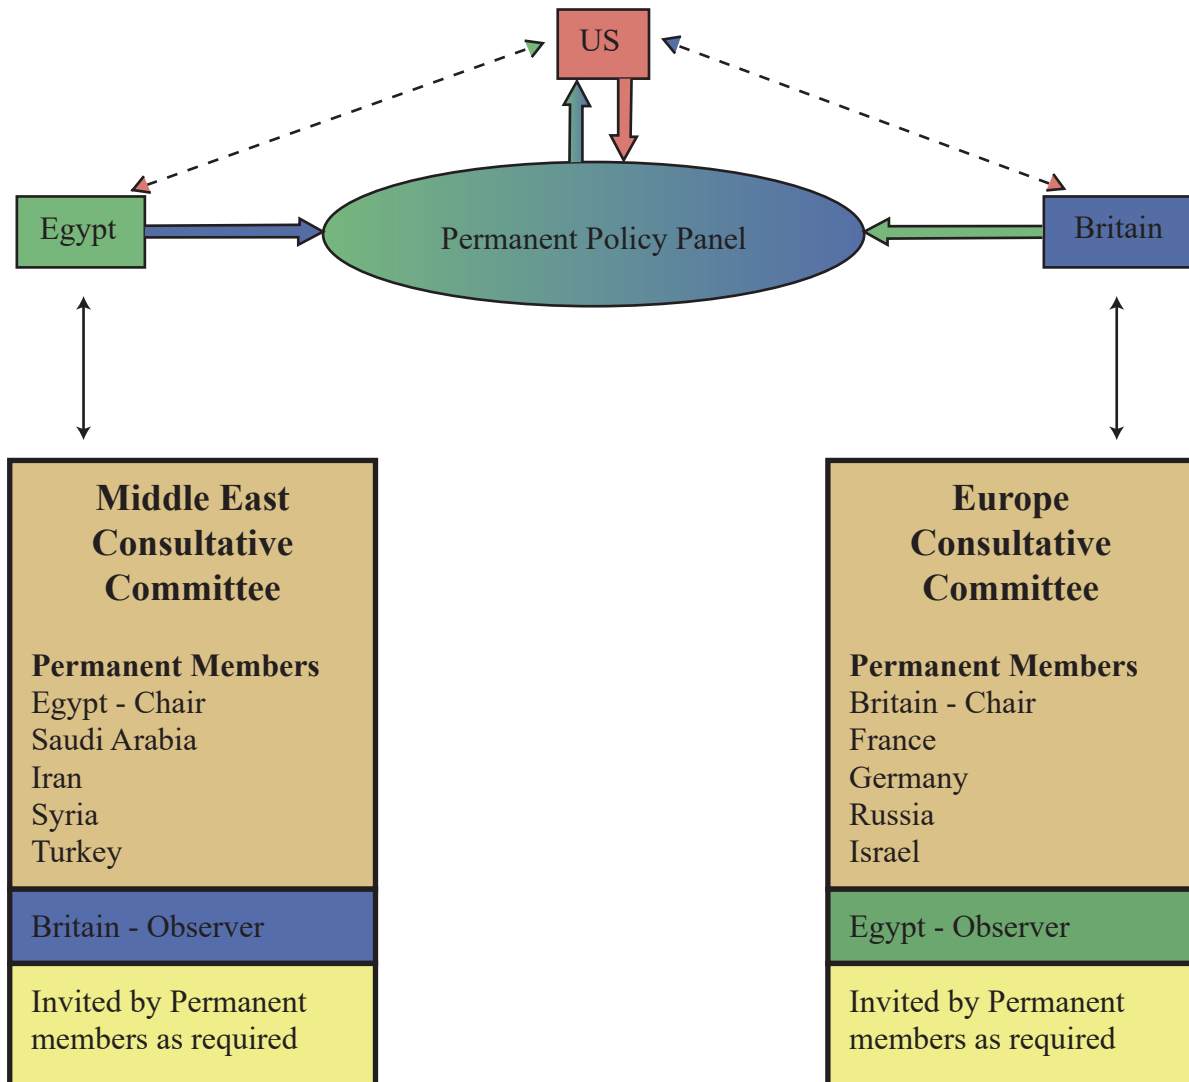 US
Egypt
Permanent Policy Panel
Britain
Middle East
Consultative
Committee
Permanent Members
Egypt - Chair
Saudi Arabia
Iran
Syria
Turkey
Britain - Observer
Invited by Permanent
members as required
Europe
Consultative
Committee
Permanent Members
Britain - Chair
France
Germany
Russia
Israel
Egypt - Observer
Invited by Permanent
members as required